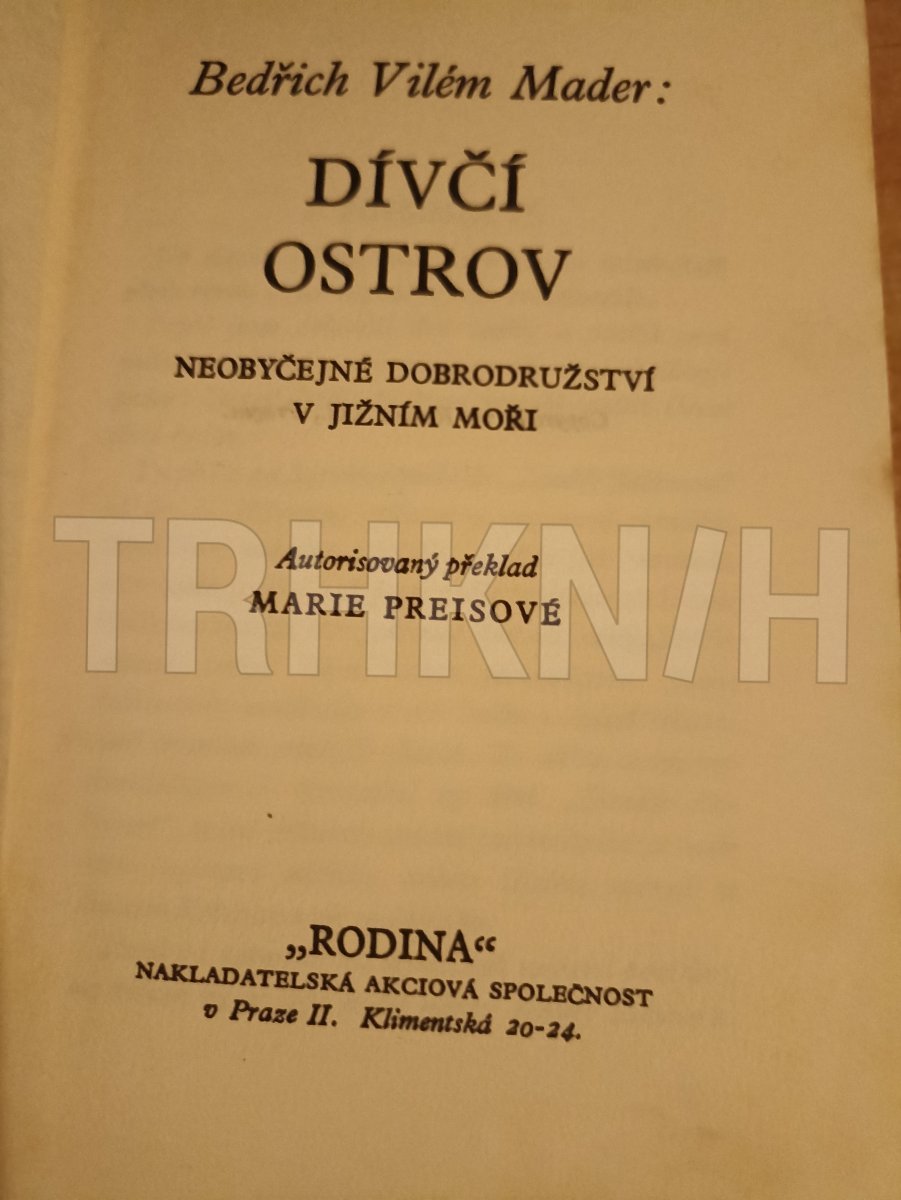 Bedřich Vilém Mader:
DÍVČÍ
OSTROV
NEOBYČEJNÉ DOBRODRUŽSTVÍ
V JIŽNÍM MOŘI
Autorisovaný překlad
MARIE PREISOVÉ
TRHKNIH
„RODINA“
NAKLADATELSKÁ AKCIOVÁ SPOLEČNOST
v Praze II. Klimentská 20-24.